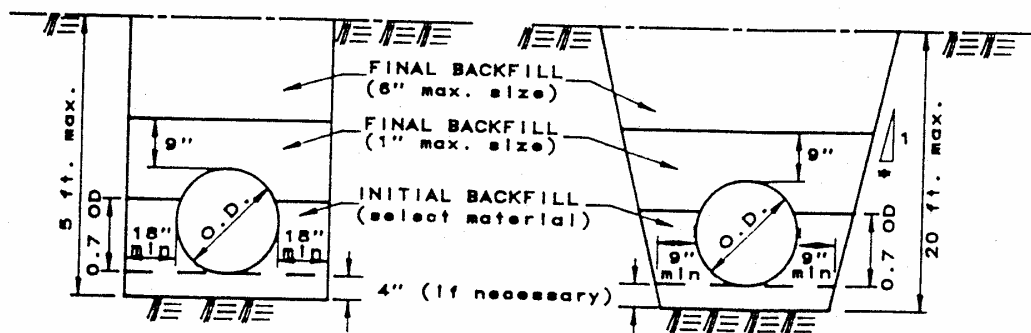 FINAL BACKFILL
(6" max. size)
FINAL BACKFILL
(1" max. size)
INITIAL BACKFILL
(select material)
4" (if necessary)
5 ft. max.
0.7 OD
9"
O.D.
18"
min
18"
min
9"
O.D.
9"
min
9"
min
1
*
0.7 OD
20 ft. max.